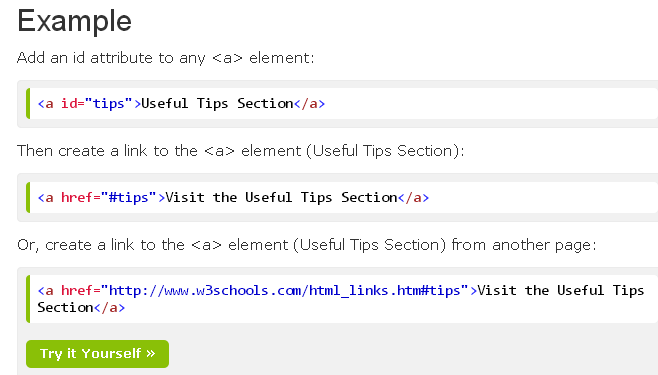 Example
Add an id attribute to any <a> element:
<a id="tips">Useful Tips Section</a>
Then create a link to the <a> element (Useful Tips Section):
<a href="#tips">Visit the Useful Tips Section</a>
Or, create a link to the <a> element (Useful Tips Section) from another page:
<a href="http://www.w3schools.com/html_links.htm#tips">Visit the Useful Tips
Section</a>
Try it Yourself »